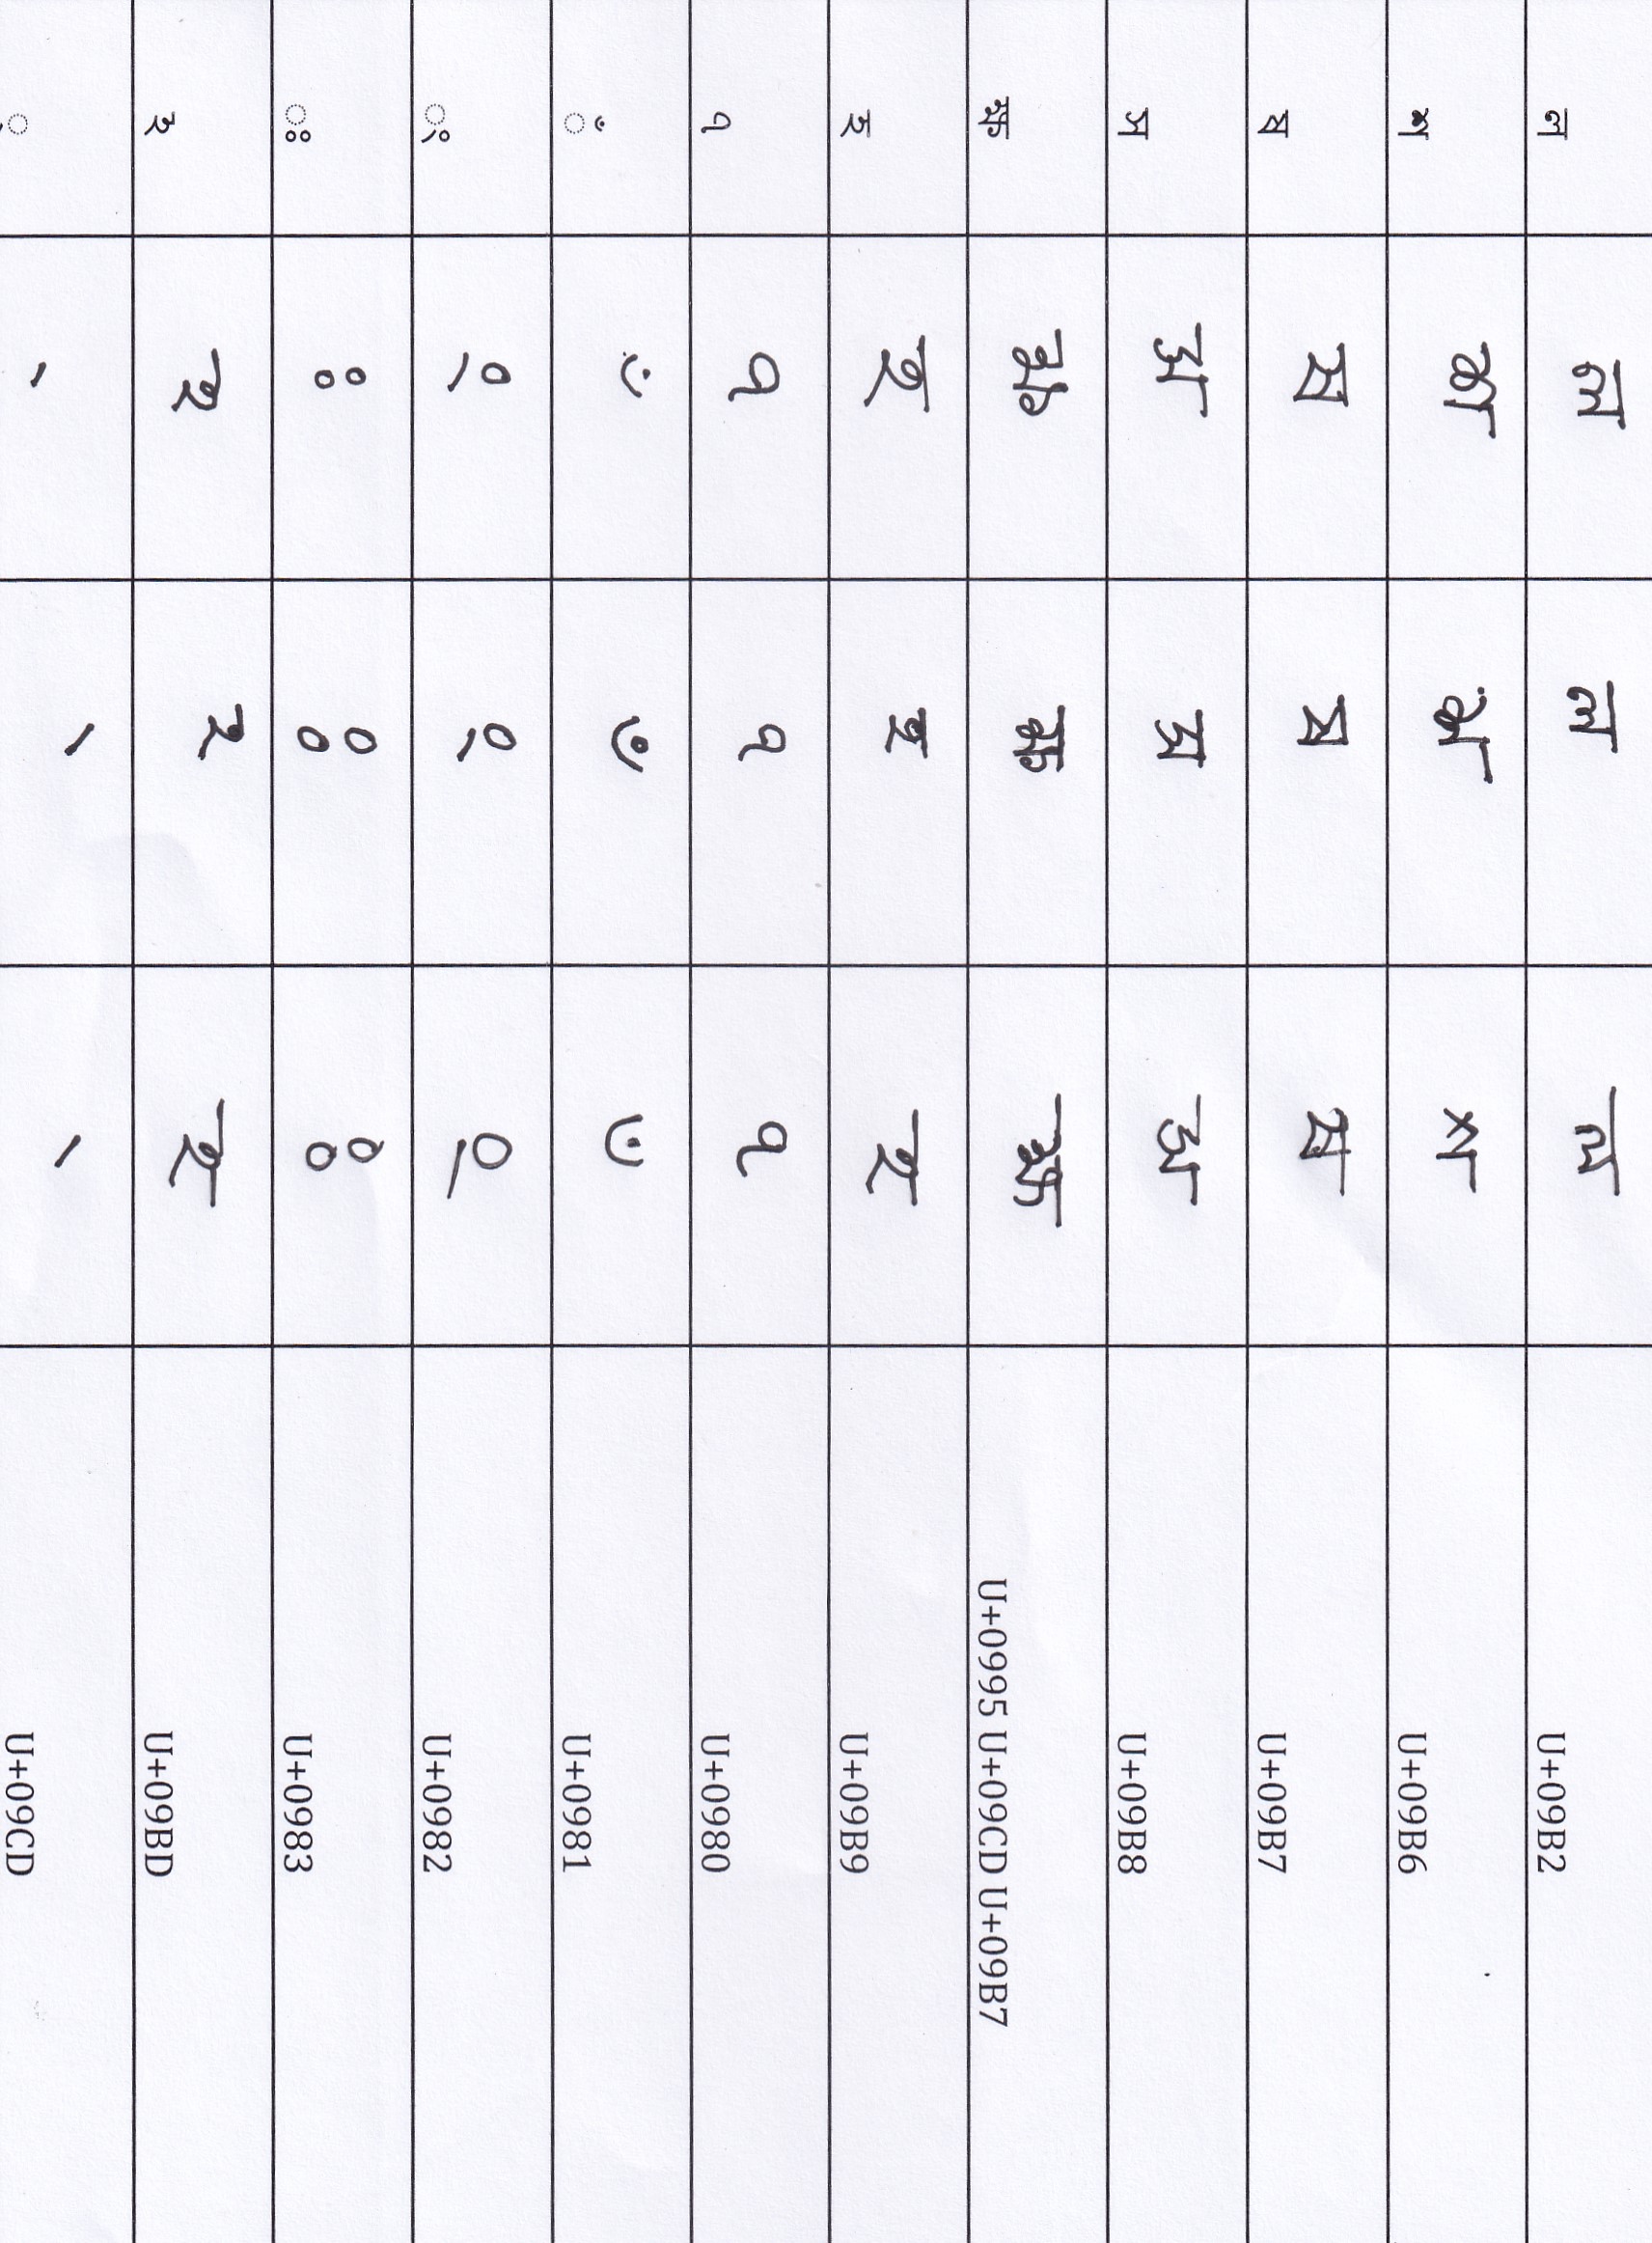 ল ল ল ল U+09B2
শ শ শ শ U+09B6
ষ ষ ষ ষ U+09B7
স স স স U+09B8
ক্ষ ক্ষ ক্ষ ক্ষ U+0995 U+09CD U+09B7
হ হ হ হ U+09B9
ঀ ঀ ঀ ঀ U+0980
ঁ ঁ ঁ ঁ U+0981
ং ং ং ং U+0982
ঃ ঃ ঃ ঃ U+0983
ঽ ঽ ঽ ঽ U+09BD
্ ্ ্ ্ U+09CD